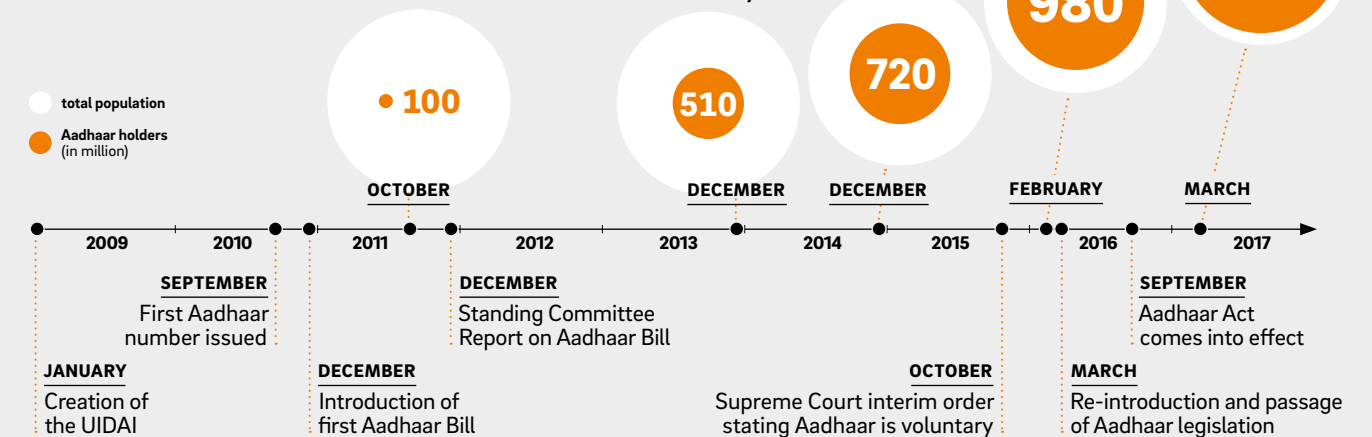 980
720
510
100
total population
Aadhaar holders
(in million)
OCTOBER
DECEMBER
DECEMBER
FEBRUARY
MARCH
2009
2010
2011
2012
2013
2014
2015
2016
2017
SEPTEMBER
First Aadhaar
number issued
DECEMBER
Standing Committee
Report on Aadhaar Bill
SEPTEMBER
Aadhaar Act
comes into effect
JANUARY
Creation of
the UIDAI
DECEMBER
Introduction of
first Aadhaar Bill
OCTOBER
Supreme Court interim order
stating Aadhaar is voluntary
MARCH
Re-introduction and passage
of Aadhaar legislation